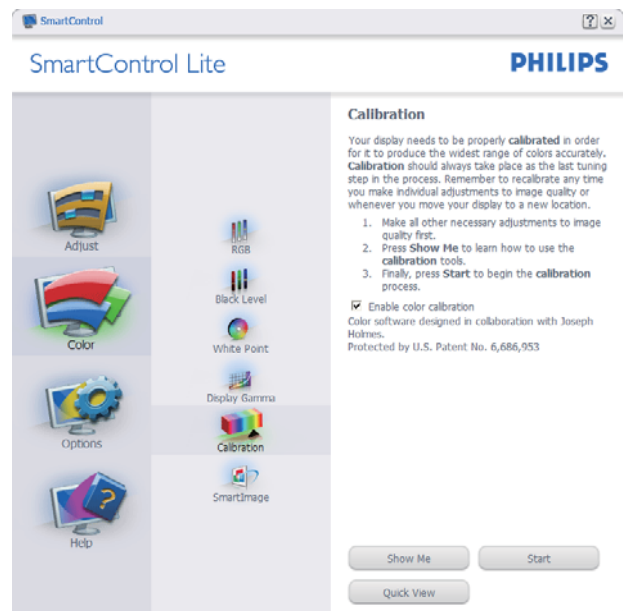 SmartControl
SmartControl Lite
PHILIPS
Adjust
Color
Options
Help
RGB
Black Level
White Point
Display Gamma
Calibration
SmartImage
Calibration
Your display needs to be properly calibrated in order
for it to produce the widest range of colors accurately.
Calibration should always take place as the last tuning
step in the process. Remember to recalibrate any time
you make individual adjustments to image quality or
whenever you move your display to a new location.
1. Make all other necessary adjustments to image
quality first.
2. Press Show Me to learn how to use the
calibration tools.
3. Finally, press Start to begin the calibration
process.
Enable color calibration
Color software designed in collaboration with Joseph
Holmes.
Protected by U.S. Patent No. 6,686,953
Show Me
Start
Quick View